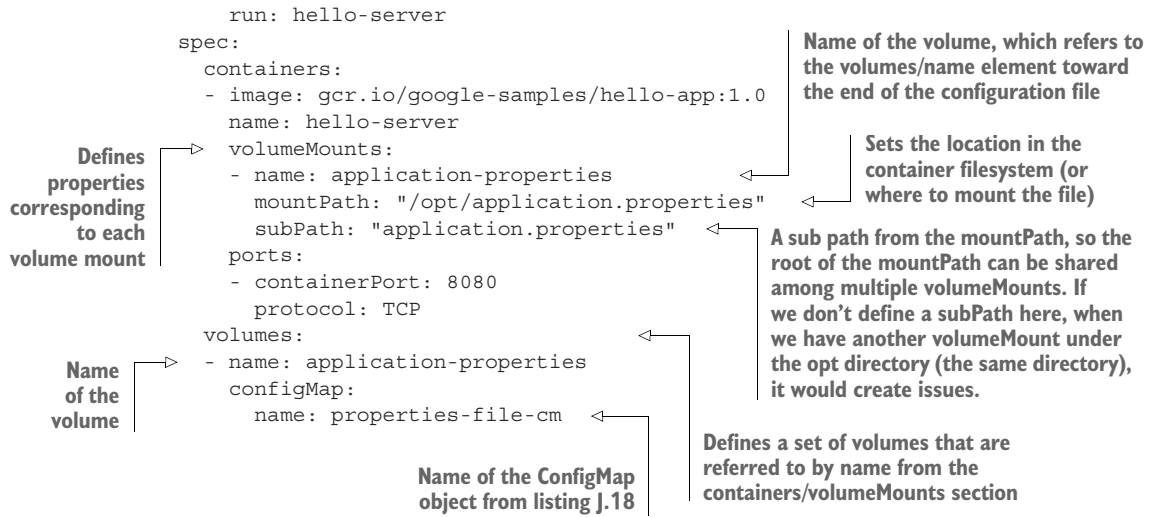 run: hello-server
spec:
containers:
- image: gcr.io/google-samples/hello-app:1.0
name: hello-server
volumeMounts:
- name: application-properties
mountPath: "/opt/application.properties"
subPath: "application.properties"
ports:
- containerPort: 8080
protocol: TCP
volumes:
- name: application-properties
configMap:
name: properties-file-cm
Defines
properties
corresponding
to each
volume mount
Name
of the
volume
Name of the volume, which refers to
the volumes/name element toward
the end of the configuration file
Sets the location in the
container filesystem (or
where to mount the file)
A sub path from the mountPath, so the
root of the mountPath can be shared
among multiple volumeMounts. If
we don’t define a subPath here, when
we have another volumeMount under
the opt directory (the same directory),
it would create issues.
Defines a set of volumes that are
referred to by name from the
containers/volumeMounts section
Name of the ConfigMap
object from listing J.18